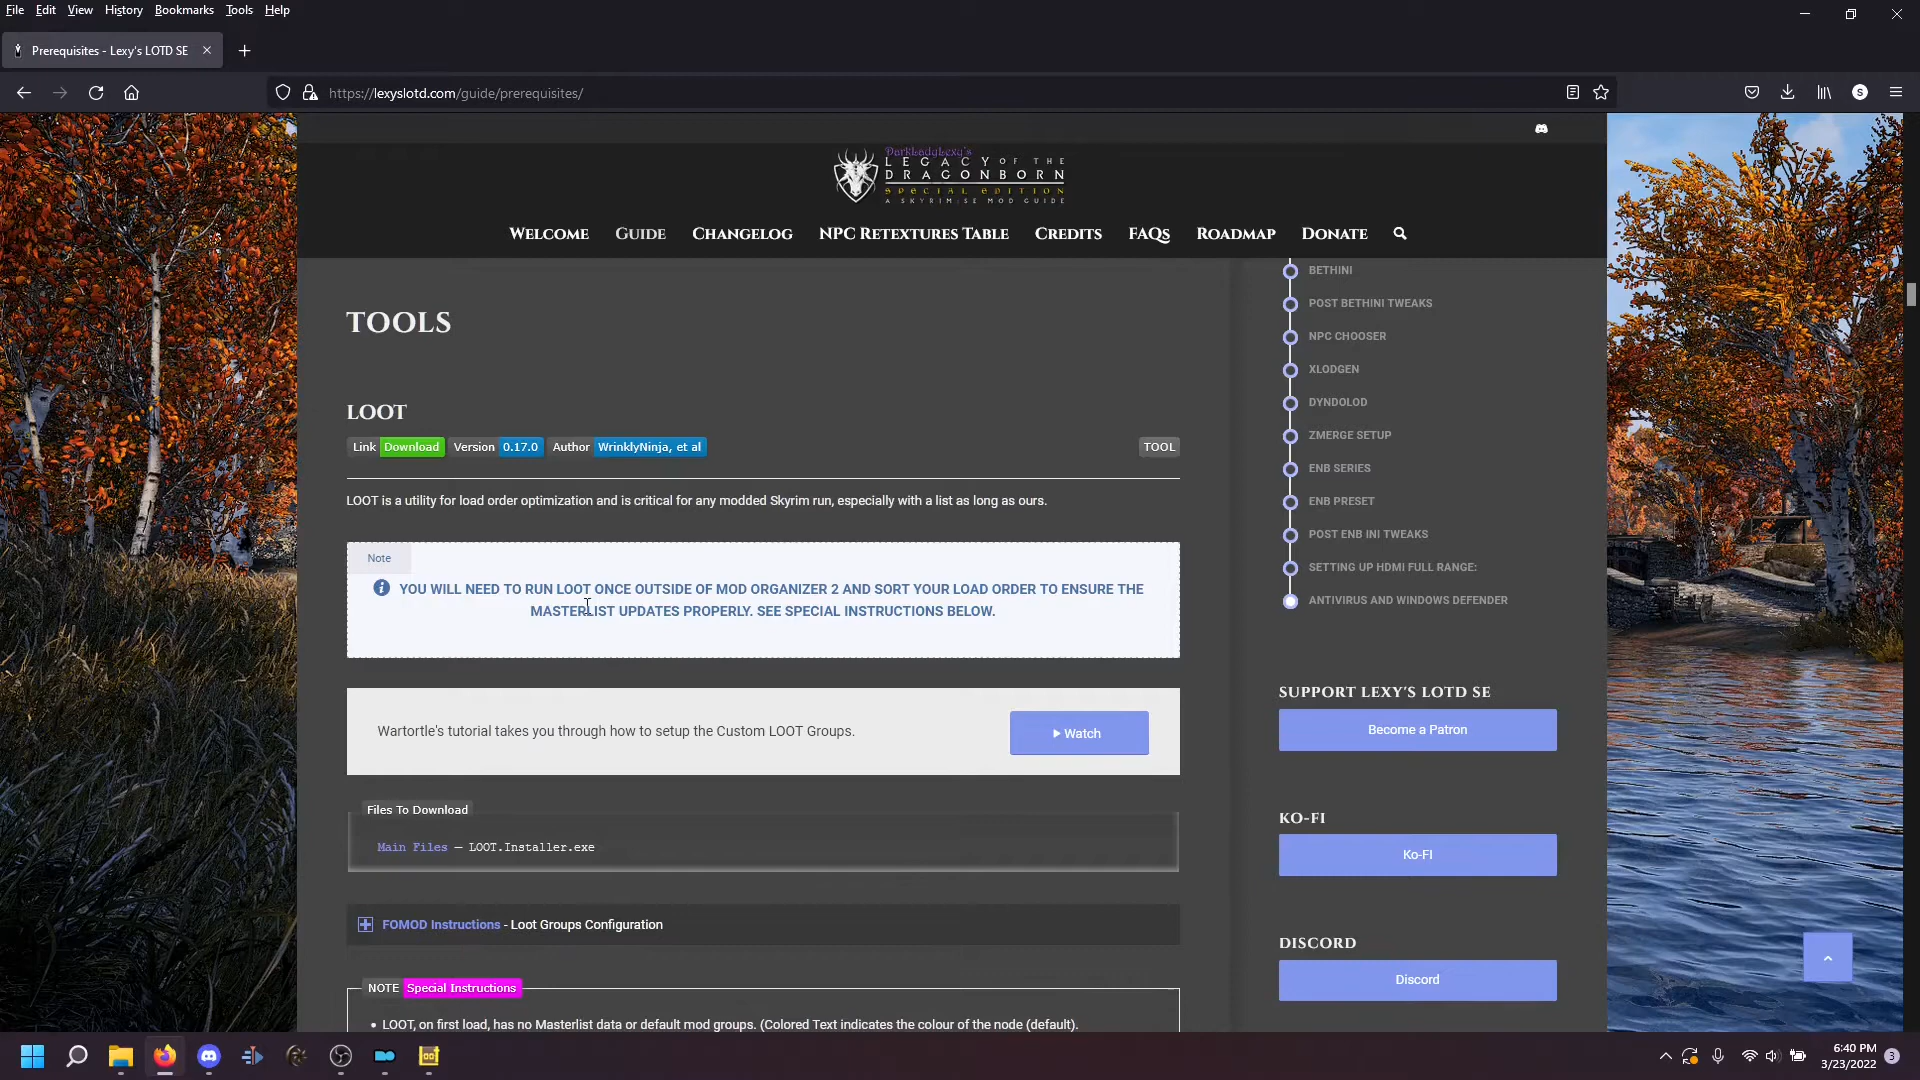 File Edit View History Bookmarks Tools Help
Prerequisites - Lexy's LOTD SE
https://lexyslotd.com/guide/prerequisites/
S
DarkLadyLexy's
LEGACY OF THE
DRAGONBORN
SPECIAL EDITION
A SKYRIM:SE MOD GUIDE
WELCOME GUIDE CHANGELOG NPC RETEXTURES TABLE CREDITS FAQS ROADMAP DONATE
TOOLS
LOOT
Link Download Version 0.17.0 Author WrinklyNinja, et al TOOL
LOOT is a utility for load order optimization and is critical for any modded Skyrim run, especially with a list as long as ours.
Note
YOU WILL NEED TO RUN LOOT ONCE OUTSIDE OF MOD ORGANIZER 2 AND SORT YOUR LOAD ORDER TO ENSURE THE
MASTERLIST UPDATES PROPERLY. SEE SPECIAL INSTRUCTIONS BELOW.
Wartortle's tutorial takes you through how to setup the Custom LOOT Groups.
Watch
Files To Download
Main Files — LOOT.Installer.exe
FOMOD Instructions - Loot Groups Configuration
NOTE Special Instructions
• LOOT, on first load, has no Masterlist data or default mod groups. (Colored Text indicates the colour of the node (default).
BETHINI
POST BETHINI TWEAKS
NPC CHOOSER
XLODGEN
DYNDOLOD
ZMERGE SETUP
ENB SERIES
ENB PRESET
POST ENB INI TWEAKS
SETTING UP HDMI FULL RANGE:
ANTIVIRUS AND WINDOWS DEFENDER
SUPPORT LEXY'S LOTD SE
Become a Patron
KO-FI
Ko-FI
DISCORD
Discord
6:40 PM
3/23/2022
3